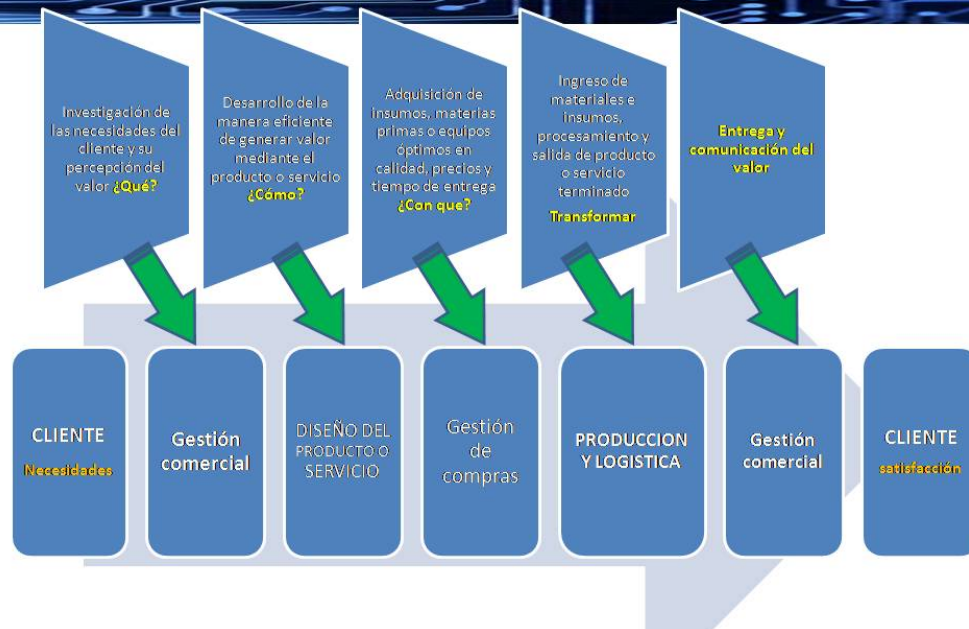 Investigación de
las necesidades del
cliente y su
percepción del
valor ¿Qué?
Desarrollo de la
manera eficiente
de generar valor
mediante el
producto o servicio
¿Cómo?
Adquisición de
insumos, materias
primas o equipos
óptimos en
calidad, precios y
tiempo de entrega
¿Con que?
Ingreso de
materiales e
insumos,
procesamiento y
salida de producto
o servicio
terminado
Transformar
Entrega y
comunicación del
valor
CLIENTE
Necesidades
Gestión
comercial
DISEÑO DEL
PRODUCTO O
SERVICIO
Gestión
de
compras
PRODUCCION
Y LOGISTICA
Gestión
comercial
CLIENTE
satisfacción